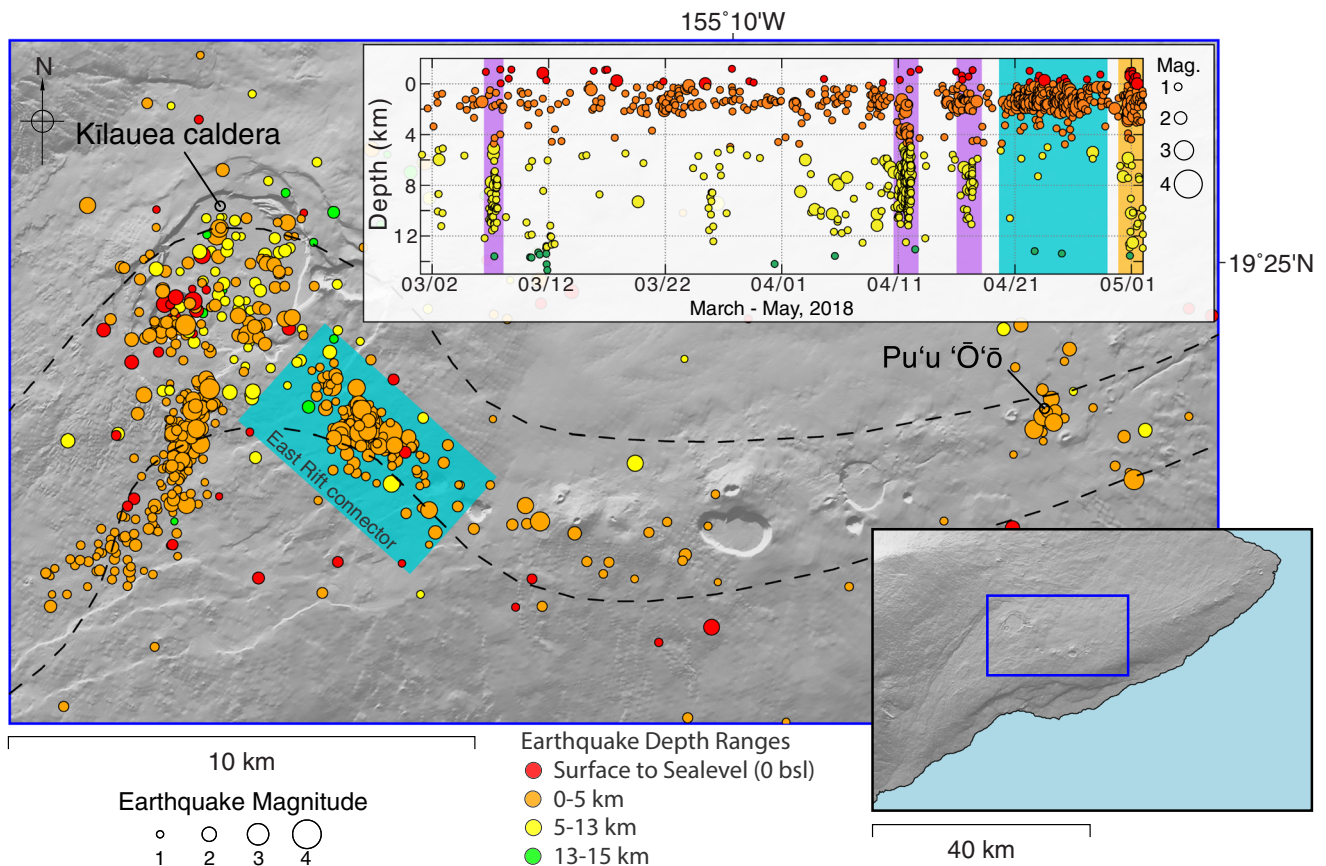 155˚10'W
N
Kīlauea caldera
Depth (km)
0
4
8
12
03/02
03/12
03/22
04/01
04/11
04/21
05/01
March - May, 2018
Mag.
1
2
3
4
19˚25'N
Pu‘u ‘Ō‘ō
East Rift connector
10 km
Earthquake Magnitude
1
2
3
4
Earthquake Depth Ranges
Surface to Sealevel (0 bsl)
0-5 km
5-13 km
13-15 km
40 km